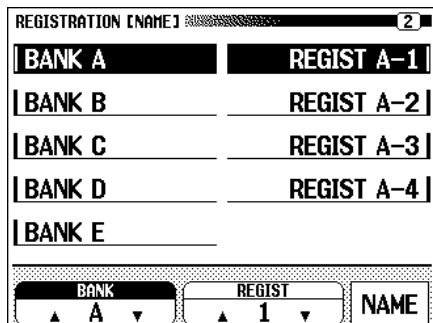 REGISTRATION [NAME] 2
BANK A REGIST A-1
BANK B REGIST A-2
BANK C REGIST A-3
BANK D REGIST A-4
BANK E
BANK REGIST
▲ A ▼ ▲ 1 ▼ NAME